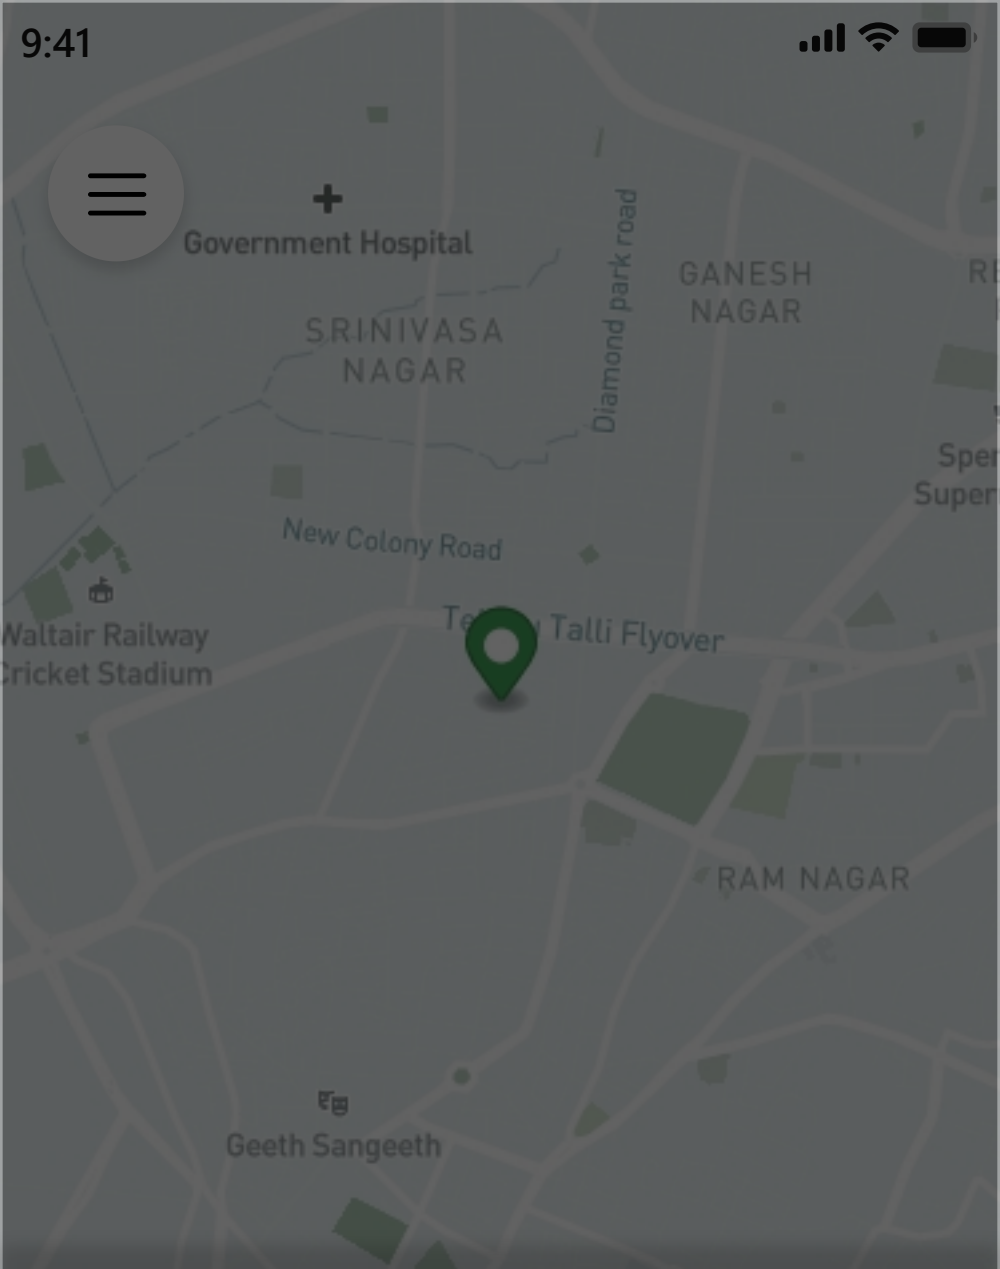 9:41
Government Hospital
Diamond park road
GANESH
NAGAR
SRINIVASA
NAGAR
New Colony Road
Talli Flyover
Waltair Railway
Cricket Stadium
RAM NAGAR
Geeth Sangeeth